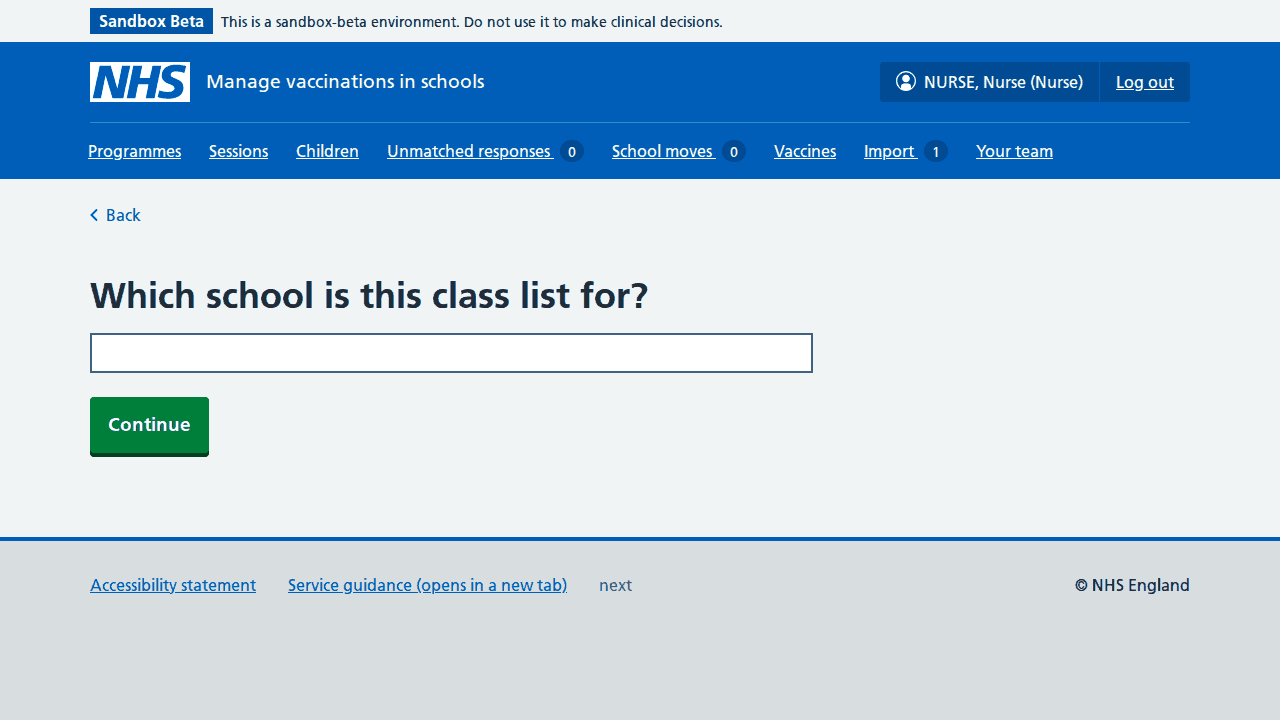 Sandbox Beta This is a sandbox-beta environment. Do not use it to make clinical decisions.
NHS Manage vaccinations in schools NURSE, Nurse (Nurse) Log out
Programmes Sessions Children Unmatched responses 0 School moves 0 Vaccines Import 1 Your team
Back
Which school is this class list for?
Continue
Accessibility statement Service guidance (opens in a new tab) next © NHS England